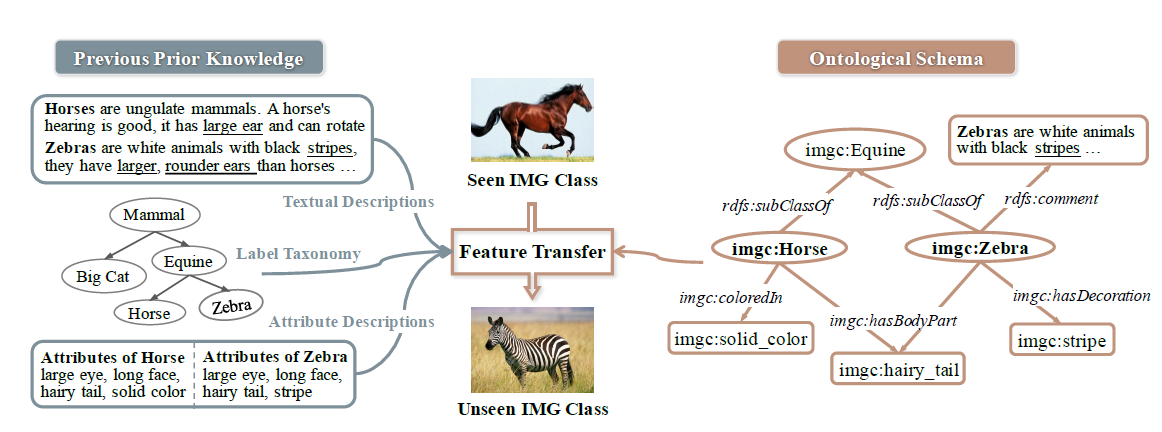 Previous Prior Knowledge
Horses are ungulate mammals. A horse's
hearing is good, it has large ear and can rotate
Zebras are white animals with black stripes,
they have larger, rounder ears than horses …
Textual Descriptions
Mammal
Big Cat
Equine
Horse
Zebra
Label Taxonomy
Attribute Descriptions
Attributes of Horse
large eye, long face,
hairy tail, solid color
Attributes of Zebra
large eye, long face,
hairy tail, stripe
Seen IMG Class
Feature Transfer
Unseen IMG Class
Ontological Schema
imgc:Equine
Zebras are white animals
with black stripes …
rdfs:subClassOf
rdfs:subClassOf
rdfs:comment
imgc:Horse
imgc:Zebra
imgc:coloredIn
imgc:hasBodyPart
imgc:hasDecoration
imgc:solid_color
imgc:hairy_tail
imgc:stripe